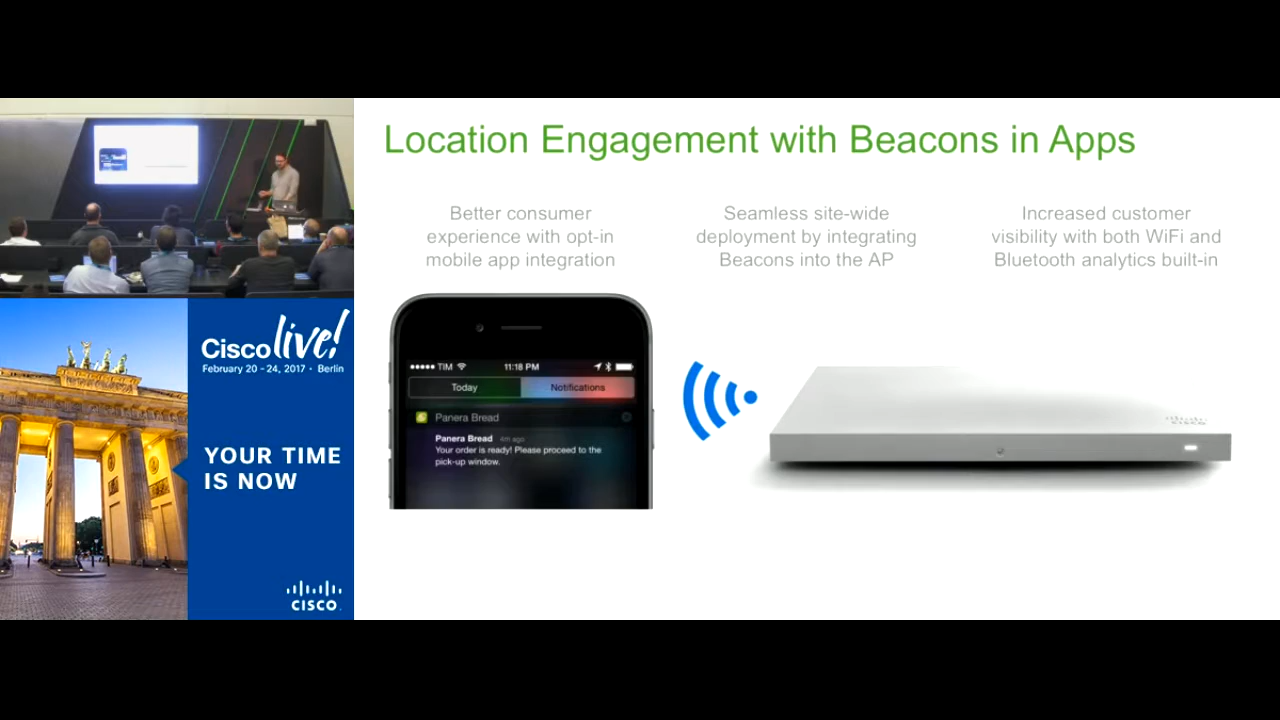 Location Engagement with Beacons in Apps
Better consumer
experience with opt-in
mobile app integration
Seamless site-wide
deployment by integrating
Beacons into the AP
Increased customer
visibility with both WiFi and
Bluetooth analytics built-in
TIM
11:18 PM
Today
Notifications
Panera Bread
Panera Bread 4m ago
Your order is ready! Please proceed to the
pick-up window.
CISCO
Cisco live!
February 20 - 24, 2017 • Berlin
YOUR TIME
IS NOW
CISCO